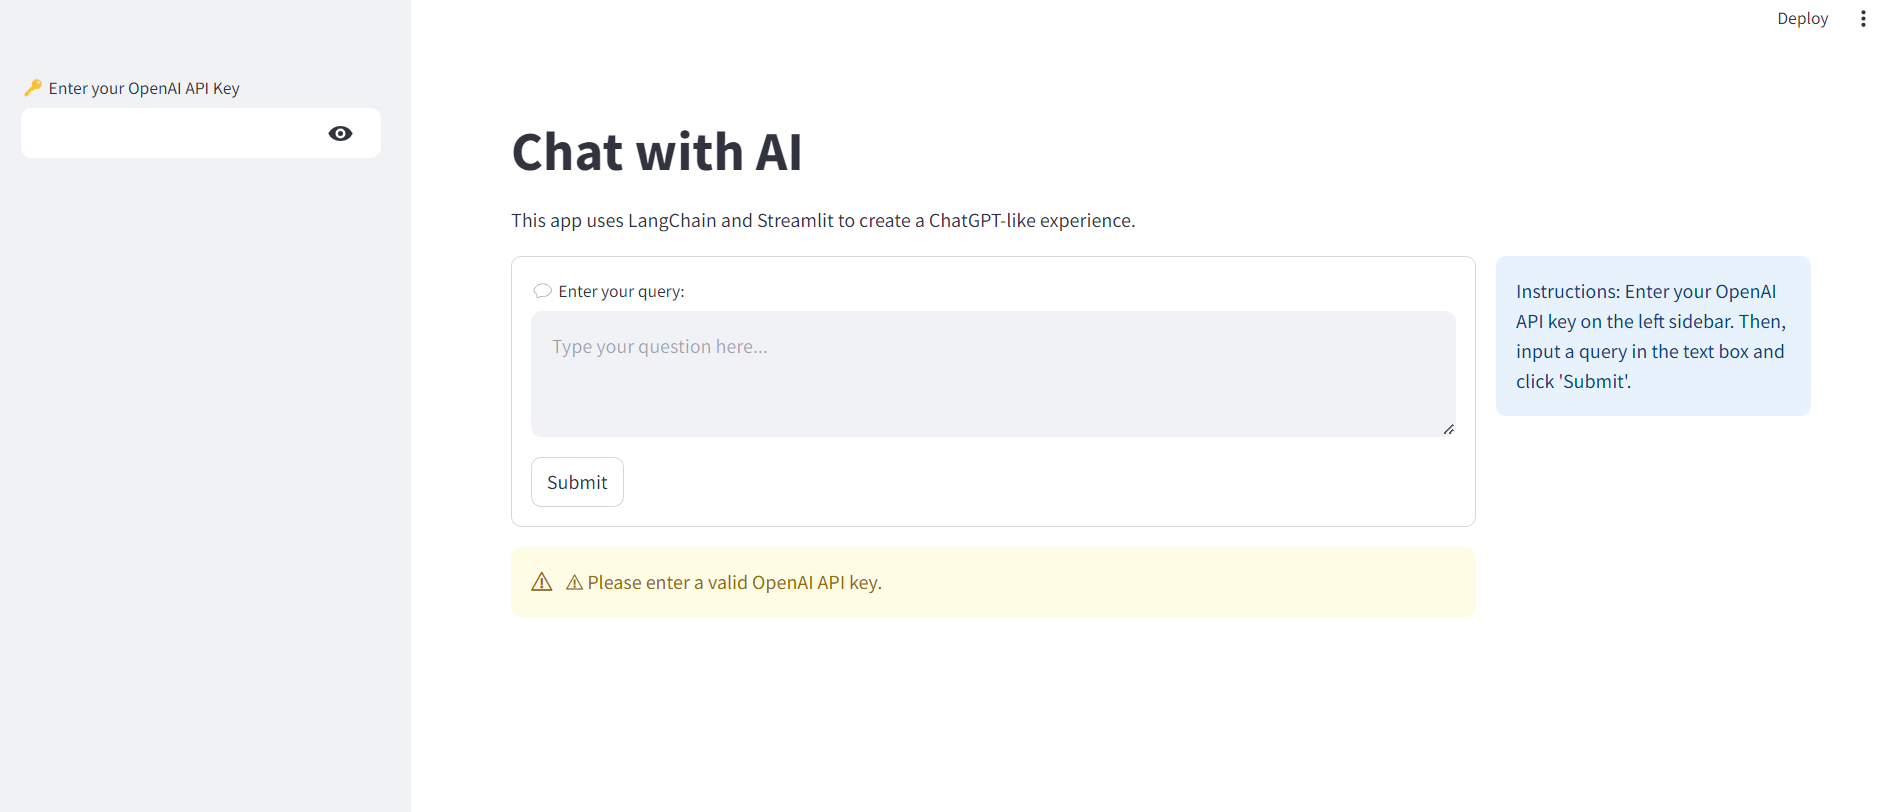 Deploy
🔑 Enter your OpenAI API Key
Chat with AI
This app uses LangChain and Streamlit to create a ChatGPT-like experience.
💬 Enter your query:
Type your question here...
Submit
⚠ ⚠ Please enter a valid OpenAI API key.
Instructions: Enter your OpenAI
API key on the left sidebar. Then,
input a query in the text box and
click 'Submit'.